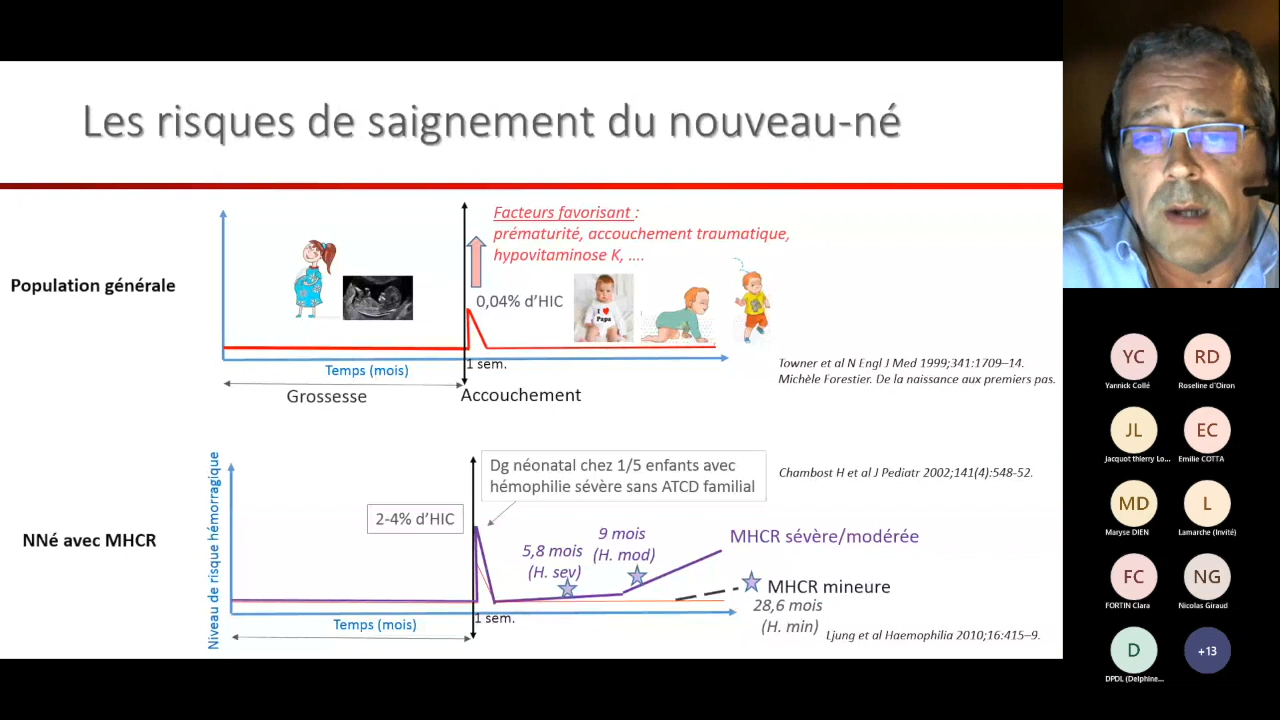 Les risques de saignement du nouveau-né
Facteurs favorisant :
prématurité, accouchement traumatique,
hypovitaminose K, ....
Population générale
0,04% d'HIC
I ♥
Papa
1 sem.
Temps (mois)
Grossesse
Accouchement
Towner et al N Engl J Med 1999;341:1709–14.
Michèle Forestier. De la naissance aux premiers pas.
Niveau de risque hémorragique
Dg néonatal chez 1/5 enfants avec
hémophilie sévère sans ATCD familial
Chambost H et al J Pediatr 2002;141(4):548-52.
2-4% d'HIC
NNé avec MHCR
5,8 mois
(H. sev)
9 mois
(H. mod)
MHCR sévère/modérée
MHCR mineure
28,6 mois
(H. min)
1 sem.
Temps (mois)
Ljung et al Haemophilia 2010;16:415–9.
YC
Yannick Collé
RD
Roseline d'Oiron
JL
Jacquot thierry Lo...
EC
Emilie COTTA
MD
Maryse DIEN
L
Lamarche (Invité)
FC
FORTIN Clara
NG
Nicolas Giraud
D
DPDL (Delphine...
+13